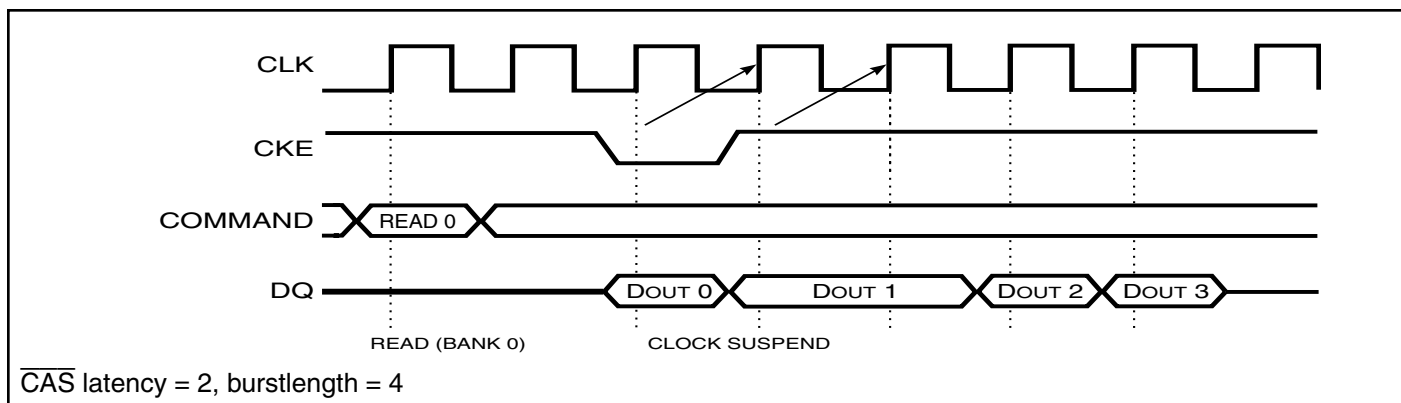 CLK
CKE
COMMAND READ 0
DQ DOUT 0 DOUT 1 DOUT 2 DOUT 3
READ (BANK 0) CLOCK SUSPEND
C̅A̅S̅ latency = 2, burstlength = 4